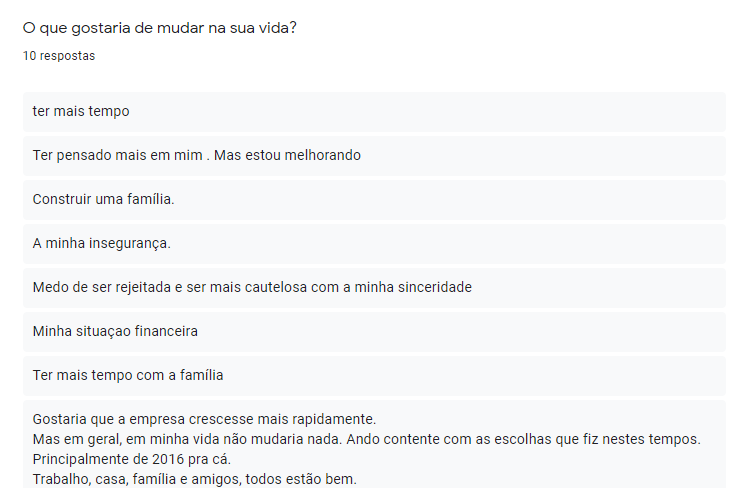 O que gostaria de mudar na sua vida?
10 respostas
ter mais tempo
Ter pensado mais em mim . Mas estou melhorando
Construir uma família.
A minha insegurança.
Medo de ser rejeitada e ser mais cautelosa com a minha sinceridade
Minha situaçao financeira
Ter mais tempo com a família
Gostaria que a empresa crescesse mais rapidamente.
Mas em geral, em minha vida não mudaria nada. Ando contente com as escolhas que fiz nestes tempos.
Principalmente de 2016 pra cá.
Trabalho, casa, família e amigos, todos estão bem.